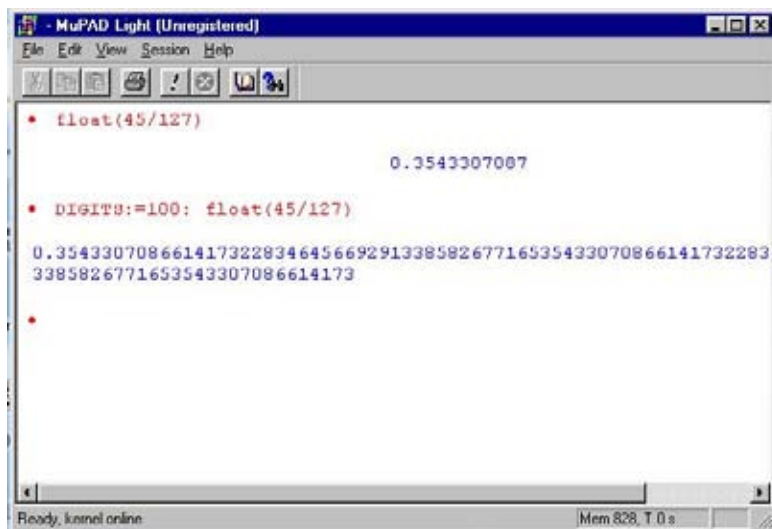 - MuPAD Light (Unregistered)
File Edit View Session Help
• float(45/127)
0.3543307087
• DIGITS:=100: float(45/127)
0.35433070866141732283464566929133858267716535433070866141732283
3385826771653543307086614173
•
Ready, kernel online Mem 828, T 0 s